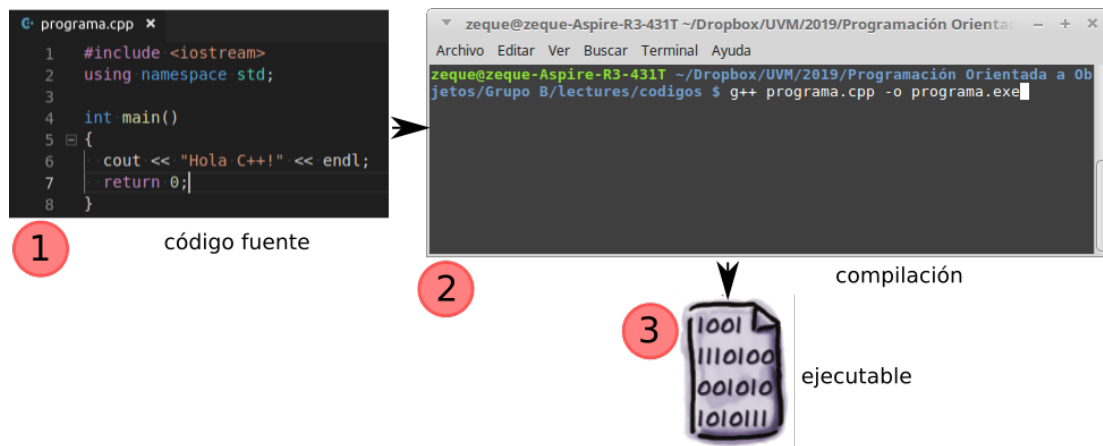 programa.cpp ×
1 #include <iostream>
2 using namespace std;
3
4 int main()
5 {
6 cout << "Hola C++!" << endl;
7 return 0;
8 }
1
código fuente
zeque@zeque-Aspire-R3-431T ~/Dropbox/UVM/2019/Programación Orienta
Archivo Editar Ver Buscar Terminal Ayuda
zeque@zeque-Aspire-R3-431T ~/Dropbox/UVM/2019/Programación Orientada a Ob
jetos/Grupo B/lectures/codigos $ g++ programa.cpp -o programa.exe
2
compilación
3
1001
1110100
001010
1010111
ejecutable